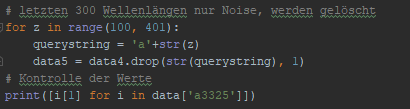 # letzten 300 Wellenlängen nur Noise, werden gelöscht
for z in range(100, 401):
    querystring = 'a'+str(z)
    data5 = data4.drop(str(querystring), 1)
# Kontrolle der Werte
print([i[1] for i in data['a3325']])